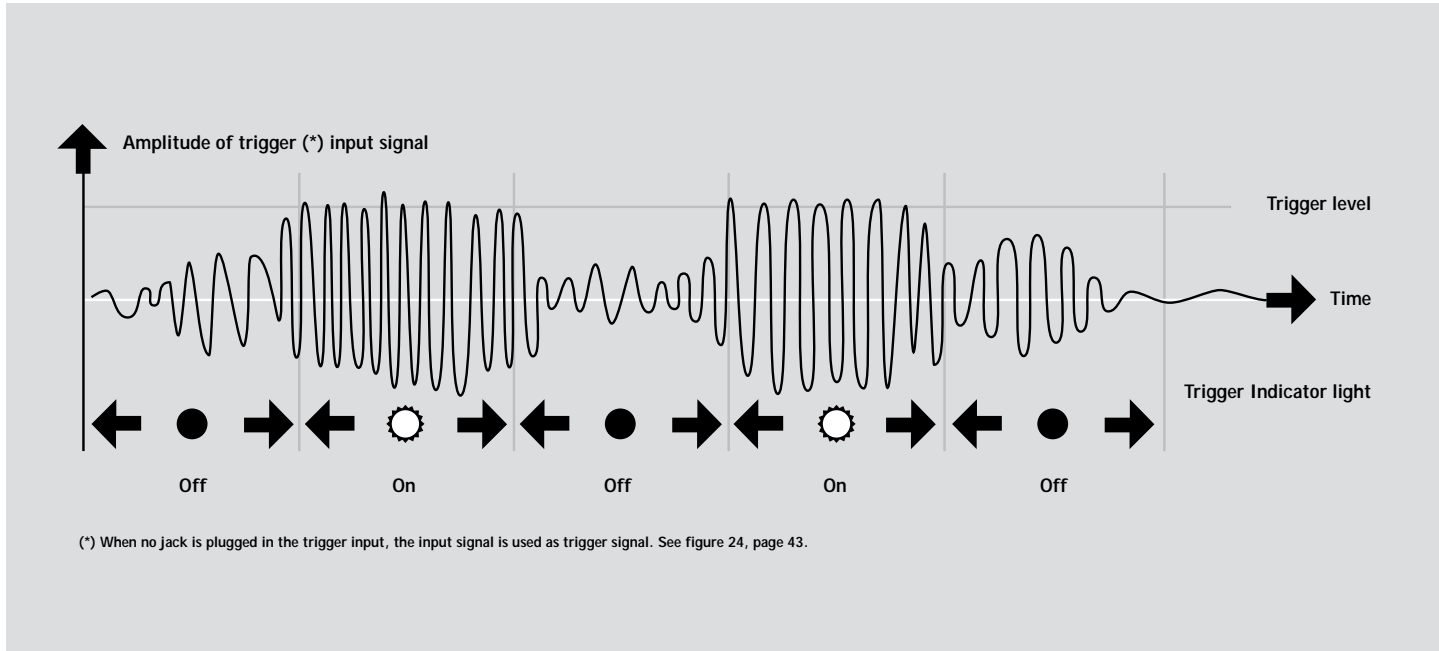 Amplitude of trigger (*) input signal
Trigger level
Time
Trigger Indicator light
Off
On
Off
On
Off
(*) When no jack is plugged in the trigger input, the input signal is used as trigger signal. See figure 24, page 43.